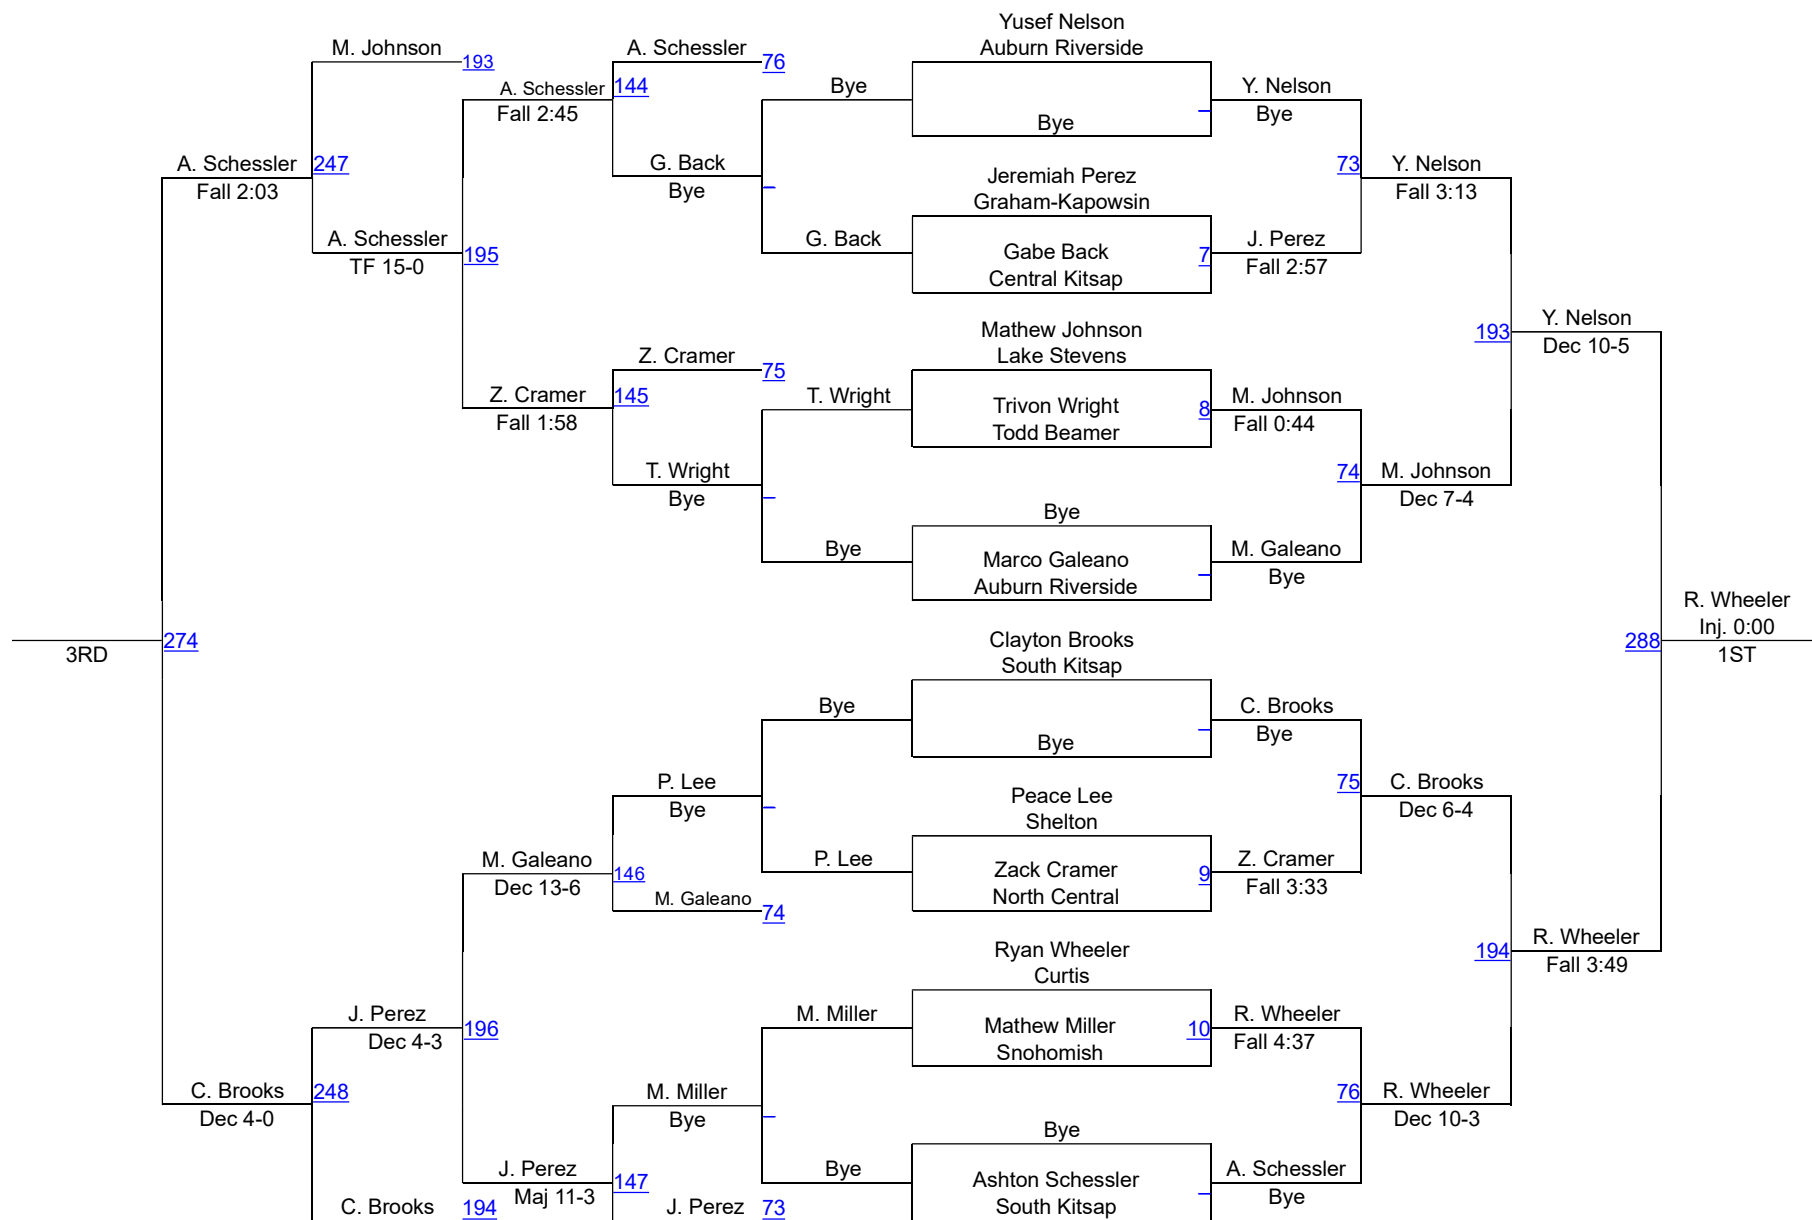 Yusef Nelson
M. Johnson
193
A. Schessler
76
Auburn Riverside
A. Schessler
144
Fall 2:45
Bye
Bye
Y. Nelson
Bye
A. Schessler
247
Fall 2:03
G. Back
Bye
Jeremiah Perez
Graham-Kapowsin
73
Y. Nelson
Fall 3:13
A. Schessler
195
TF 15-0
G. Back
Gabe Back
Central Kitsap
7
J. Perez
Fall 2:57
Mathew Johnson
Lake Stevens
193
Y. Nelson
Dec 10-5
Z. Cramer
75
Z. Cramer
145
Fall 1:58
T. Wright
Trivon Wright
Todd Beamer
8
M. Johnson
Fall 0:44
T. Wright
Bye
74
M. Johnson
Dec 7-4
Bye
Bye
Marco Galeano
Auburn Riverside
M. Galeano
Bye
274
3RD
Clayton Brooks
South Kitsap
288
R. Wheeler
Inj. 0:00
1ST
Bye
Bye
C. Brooks
Bye
P. Lee
Bye
Peace Lee
Shelton
75
C. Brooks
Dec 6-4
M. Galeano
146
Dec 13-6
M. Galeano
74
P. Lee
Zack Cramer
North Central
9
Z. Cramer
Fall 3:33
Ryan Wheeler
Curtis
194
R. Wheeler
Fall 3:49
J. Perez
196
Dec 4-3
M. Miller
Mathew Miller
Snohomish
10
R. Wheeler
Fall 4:37
C. Brooks
248
Dec 4-0
M. Miller
Bye
76
R. Wheeler
Dec 10-3
Bye
J. Perez
147
Maj 11-3
Bye
Ashton Schessler
South Kitsap
A. Schessler
Bye
C. Brooks
194
J. Perez
73